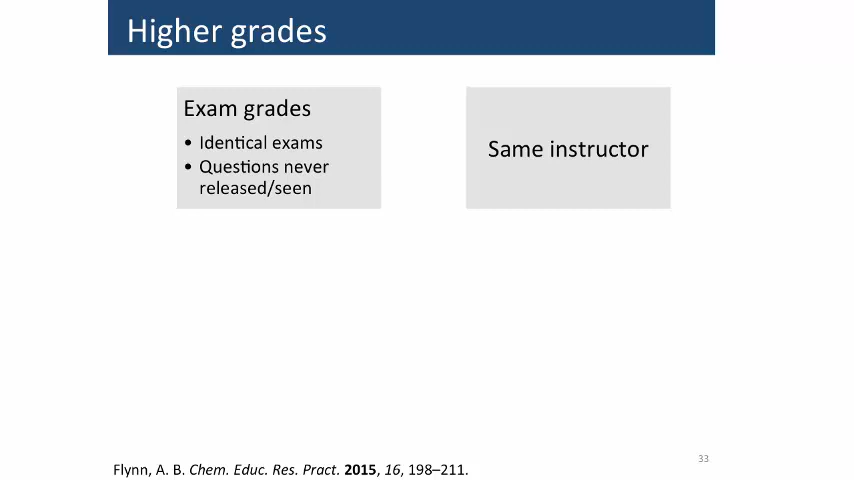 Higher grades
Exam grades
• Identical exams
• Questions never
released/seen
Same instructor
33
Flynn, A. B. Chem. Educ. Res. Pract. 2015, 16, 198–211.